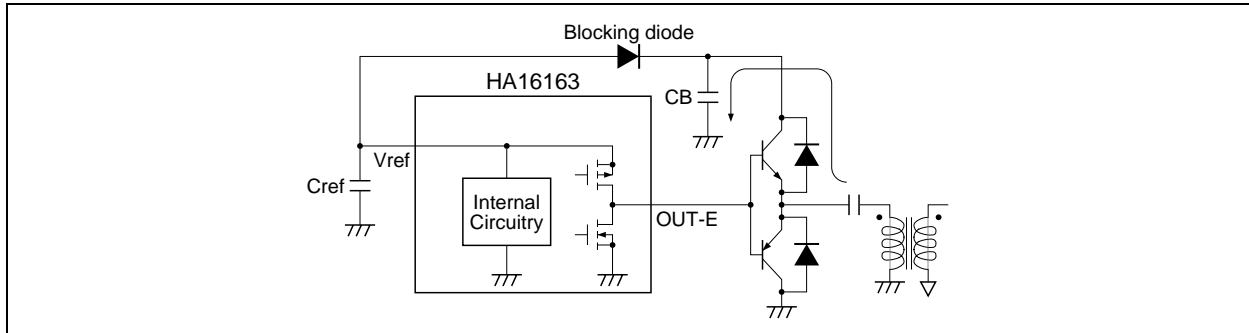 Blocking diode
HA16163
CB
Vref
Cref
Internal
Circuitry
OUT-E